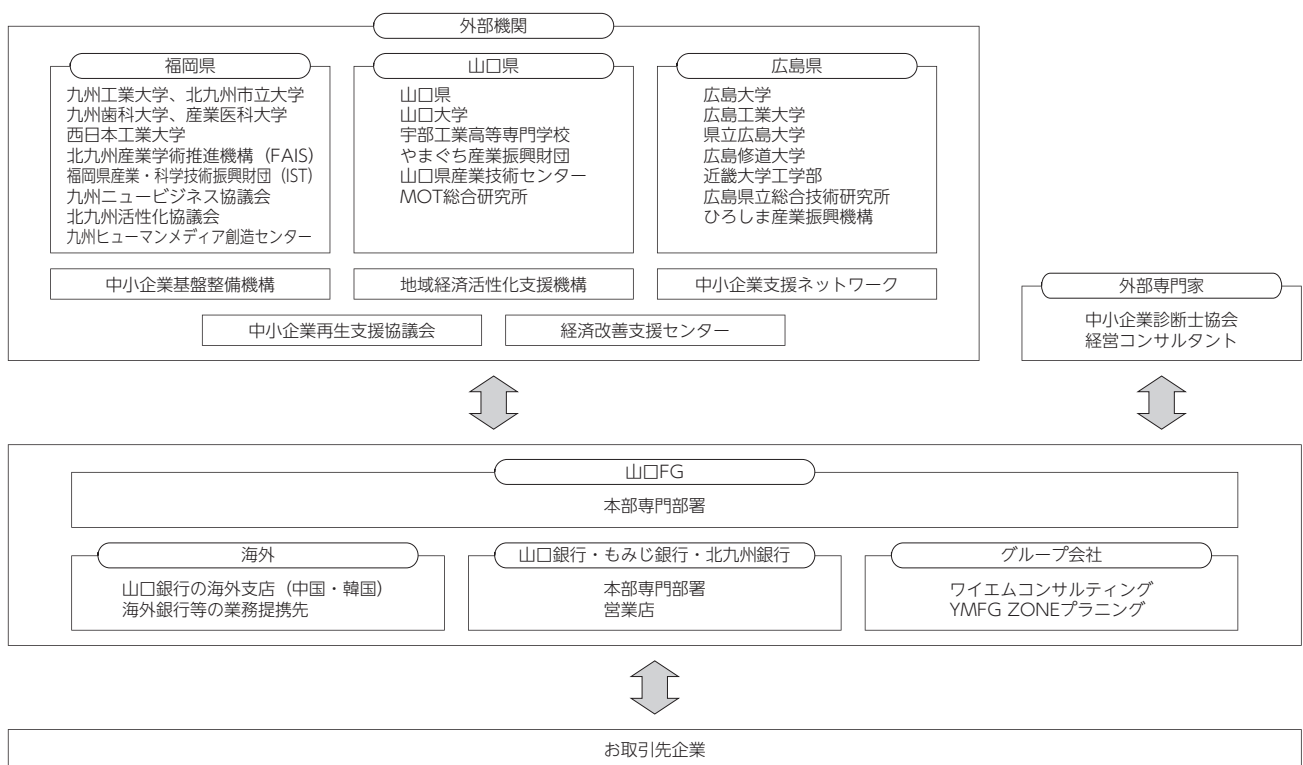 外部機関
福岡県
九州工業大学、北九州市立大学
九州歯科大学、産業医科大学
西日本工業大学
北九州産業学術推進機構（FAIS）
福岡県産業・科学技術振興財団（IST）
九州ニュービジネス協議会
北九州活性化協議会
九州ヒューマンメディア創造センター
山口県
山口県
山口大学
宇部工業高等専門学校
やまぐち産業振興財団
山口県産業技術センター
MOT総合研究所
広島県
広島大学
広島工業大学
県立広島大学
広島修道大学
近畿大学工学部
広島県立総合技術研究所
ひろしま産業振興機構
中小企業基盤整備機構
地域経済活性化支援機構
中小企業支援ネットワーク
中小企業再生支援協議会
経済改善支援センター
外部専門家
中小企業診断士協会
経営コンサルタント
山口FG
本部専門部署
海外
山口銀行の海外支店（中国・韓国）
海外銀行等の業務提携先
山口銀行・もみじ銀行・北九州銀行
本部専門部署
営業店
グループ会社
ワイエムコンサルティング
YMFG ZONEプラニング
お取引先企業